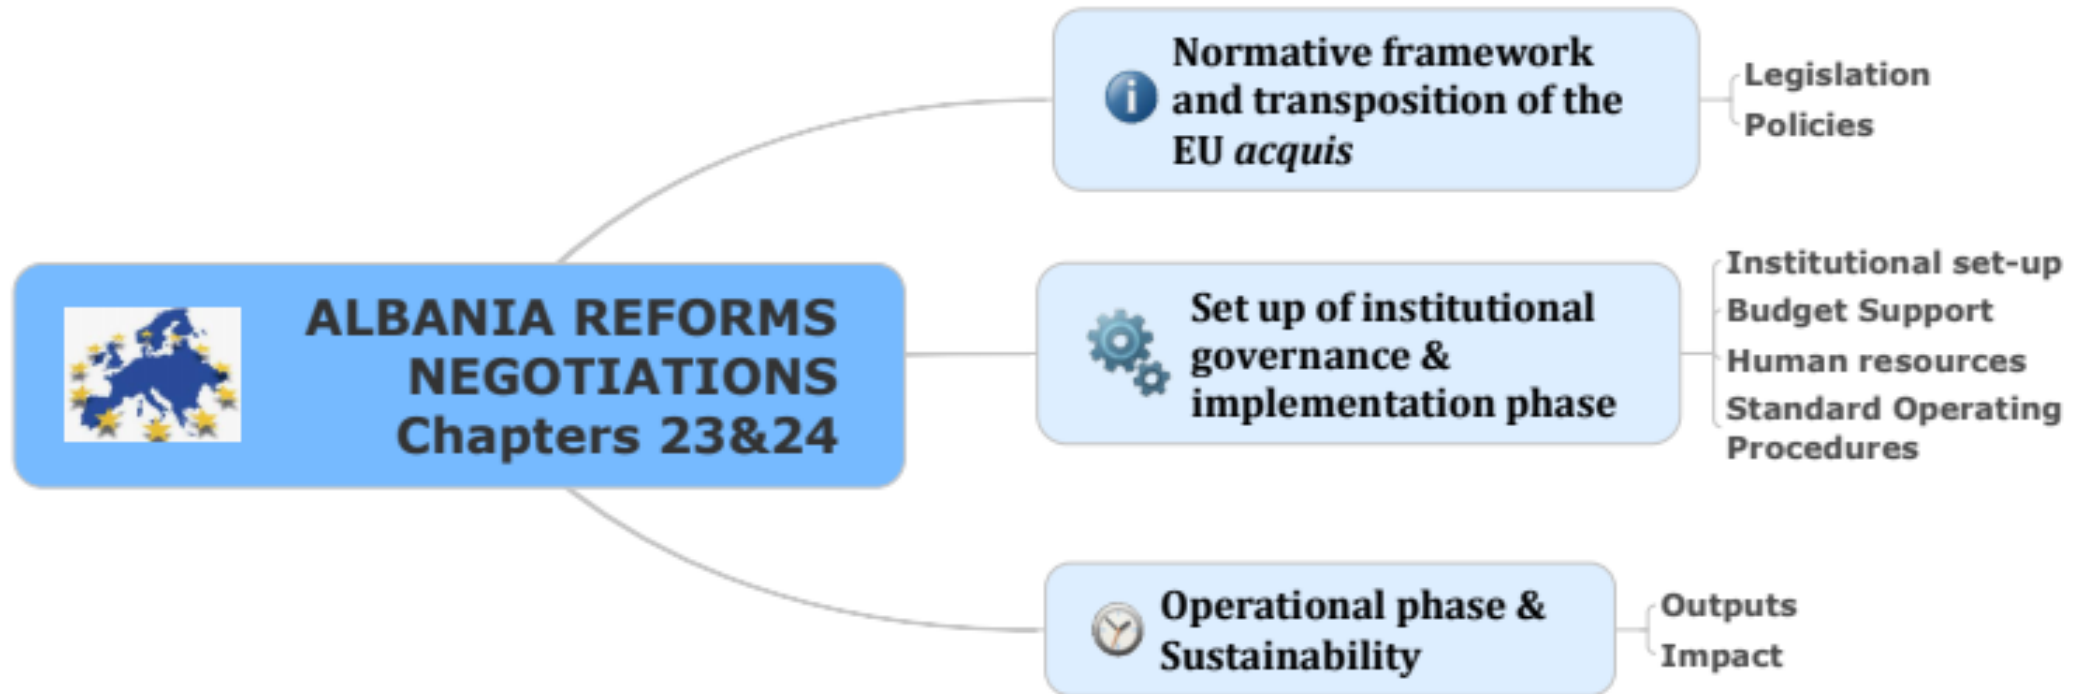 ALBANIA REFORMS
NEGOTIATIONS
Chapters 23&24
Normative framework
and transposition of the
EU acquis
Legislation
Policies
Set up of institutional
governance &
implementation phase
Institutional set-up
Budget Support
Human resources
Standard Operating
Procedures
Operational phase &
Sustainability
Outputs
Impact